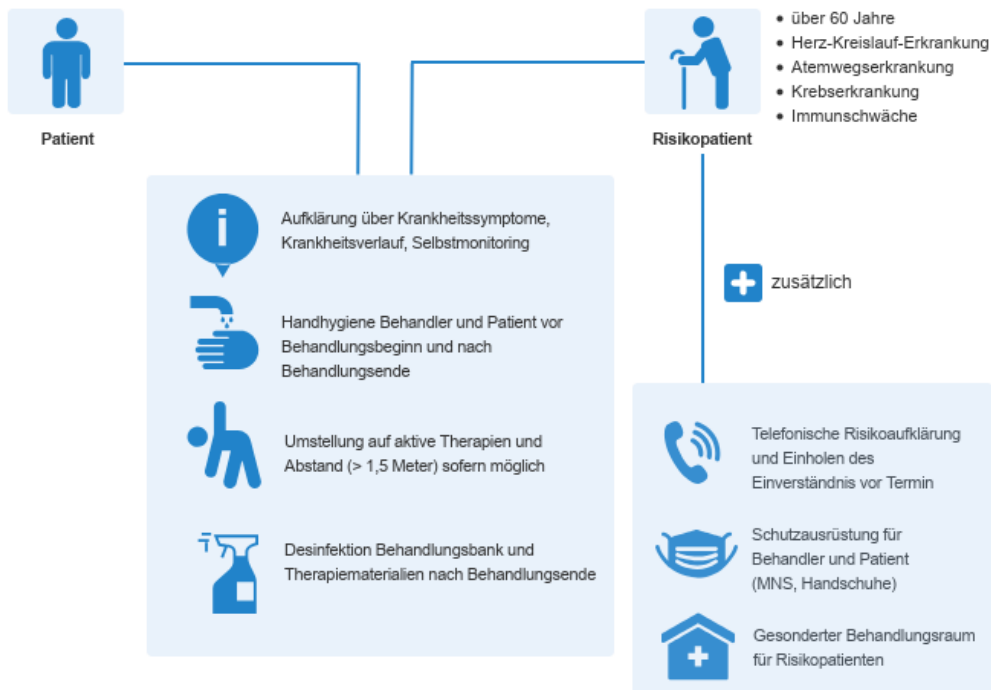 Patient
Risikopatient
• über 60 Jahre
• Herz-Kreislauf-Erkrankung
• Atemwegserkrankung
• Krebserkrankung
• Immunschwäche
i
Aufklärung über Krankheitssymptome,
Krankheitsverlauf, Selbstmonitoring
Handhygiene Behandler und Patient vor
Behandlungsbeginn und nach
Behandlungsende
Umstellung auf aktive Therapien und
Abstand (> 1,5 Meter) sofern möglich
Desinfektion Behandlungsbank und
Therapiematerialien nach Behandlungsende
zusätzlich
Telefonische Risikoaufklärung
und Einholen des
Einverständnis vor Termin
Schutzausrüstung für
Behandler und Patient
(MNS, Handschuhe)
Gesonderter Behandlungsraum
für Risikopatienten